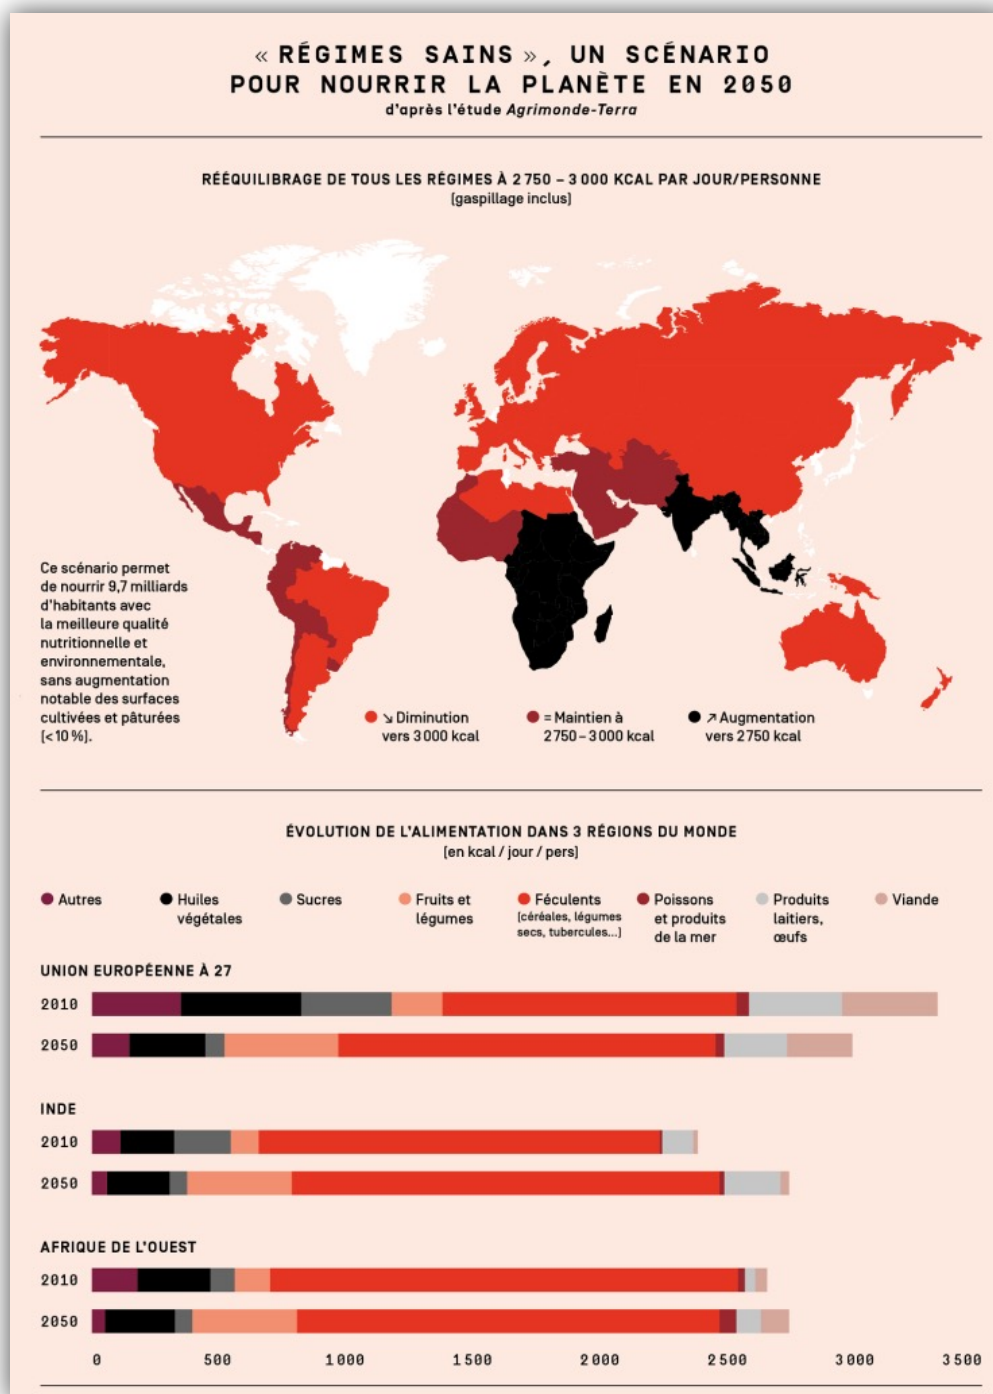 « RÉGIMES SAINS », UN SCÉNARIO
POUR NOURRIR LA PLANÈTE EN 2050
d'après l'étude Agrimonde-Terra
RÉÉQUILIBRAGE DE TOUS LES RÉGIMES À 2 750 – 3 000 KCAL PAR JOUR/PERSONNE
(gaspillage inclus)
Ce scénario permet
de nourrir 9,7 milliards
d'habitants avec
la meilleure qualité
nutritionnelle et
environnementale,
sans augmentation
notable des surfaces
cultivées et pâturées
(<10 %).
↘ Diminution
vers 3 000 kcal
= Maintien à
2 750 – 3 000 kcal
↗ Augmentation
vers 2 750 kcal
ÉVOLUTION DE L'ALIMENTATION DANS 3 RÉGIONS DU MONDE
(en kcal / jour / pers)
Autres
Huiles
végétales
Sucres
Fruits et
légumes
Féculents
(céréales, légumes
secs, tubercules...)
Poissons
et produits
de la mer
Produits
laitiers,
œufs
Viande
UNION EUROPÉENNE À 27
2010
2050
INDE
2010
2050
AFRIQUE DE L'OUEST
2010
2050
0 500 1 000 1 500 2 000 2 500 3 000 3 500